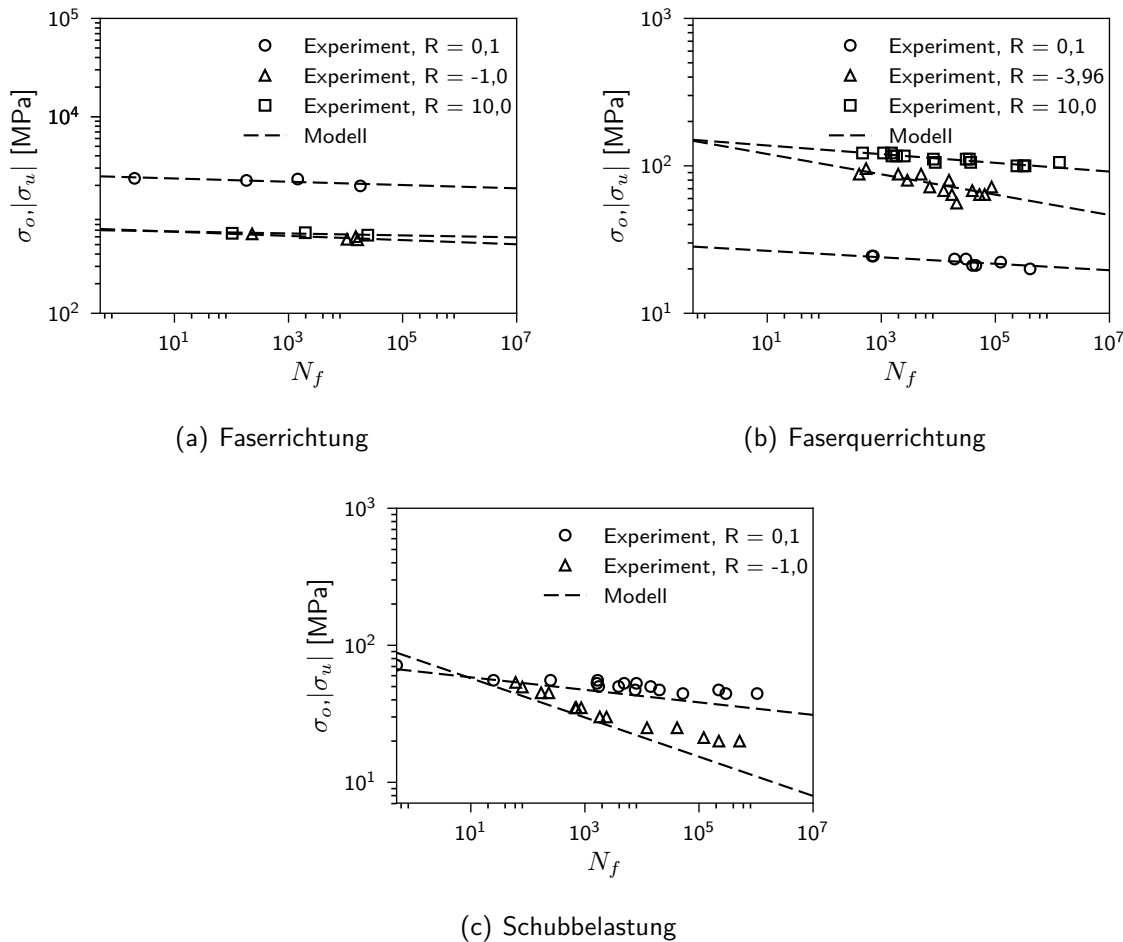 10^5
10^4
10^2
σ_o,|σ_u| [MPa]
Experiment, R = 0,1
Experiment, R = -1,0
Experiment, R = 10,0
Modell
10^1 10^3 10^5 10^7
N_f
(a) Faserrichtung
10^3
10^2
10^1
σ_o,|σ_u| [MPa]
Experiment, R = 0,1
Experiment, R = -3,96
Experiment, R = 10,0
Modell
10^1 10^3 10^5 10^7
N_f
(b) Faserquerrichtung
10^3
10^2
10^1
σ_o,|σ_u| [MPa]
Experiment, R = 0,1
Experiment, R = -1,0
Modell
10^1 10^3 10^5 10^7
N_f
(c) Schubbelastung